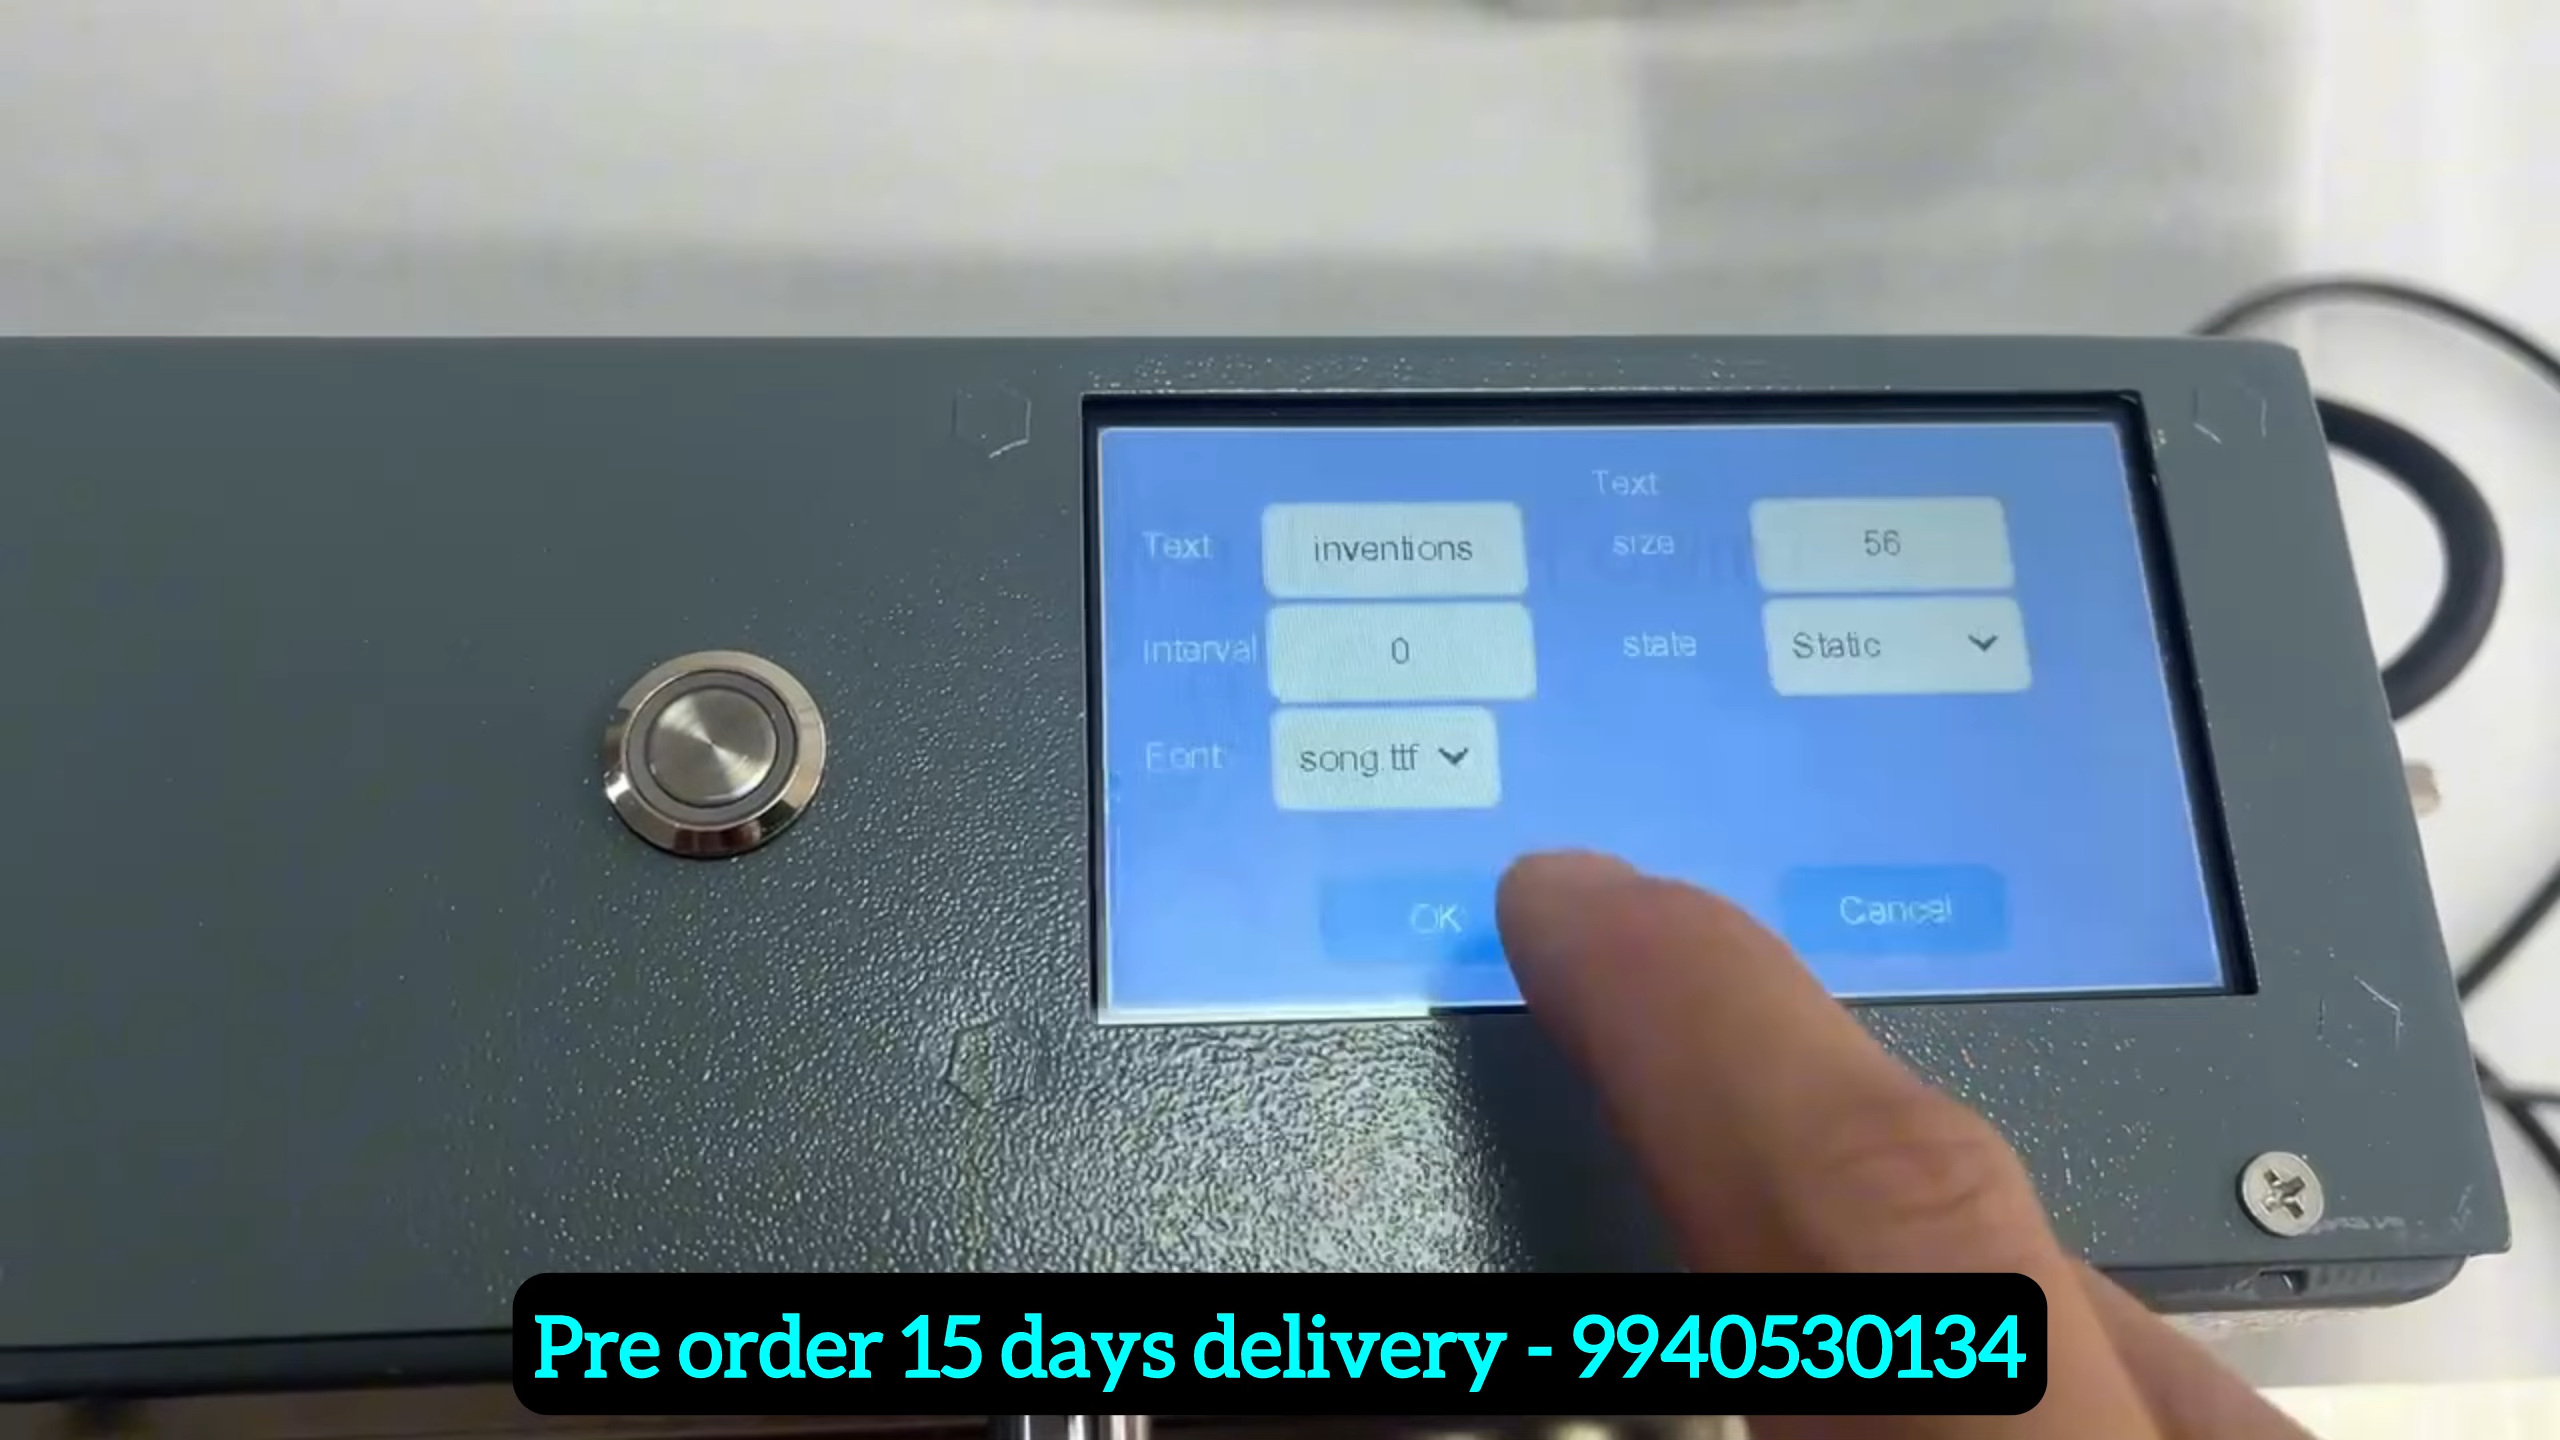 Text
Text inventions size 56
Interval 0 state Static
Font song.ttf
OK Cancel
Pre order 15 days delivery - 9940530134